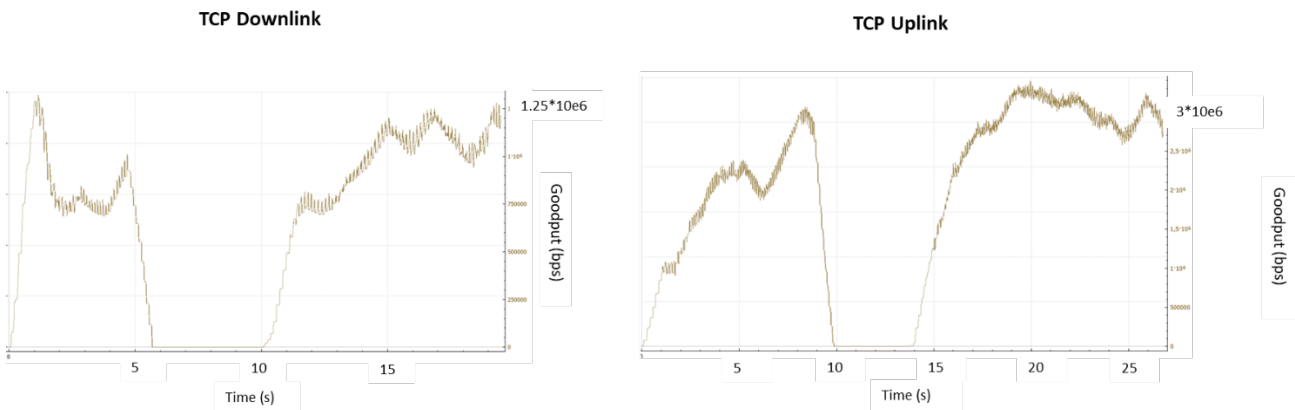 TCP Downlink
1.25*10e6
1*10⁶
750000
500000
250000
0
Goodput (bps)
0
5
10
15
Time (s)
TCP Uplink
3*10e6
2,5*10⁶
2*10⁶
1,5*10⁶
1*10⁶
500000
0
Goodput (bps)
5
10
15
20
25
Time (s)